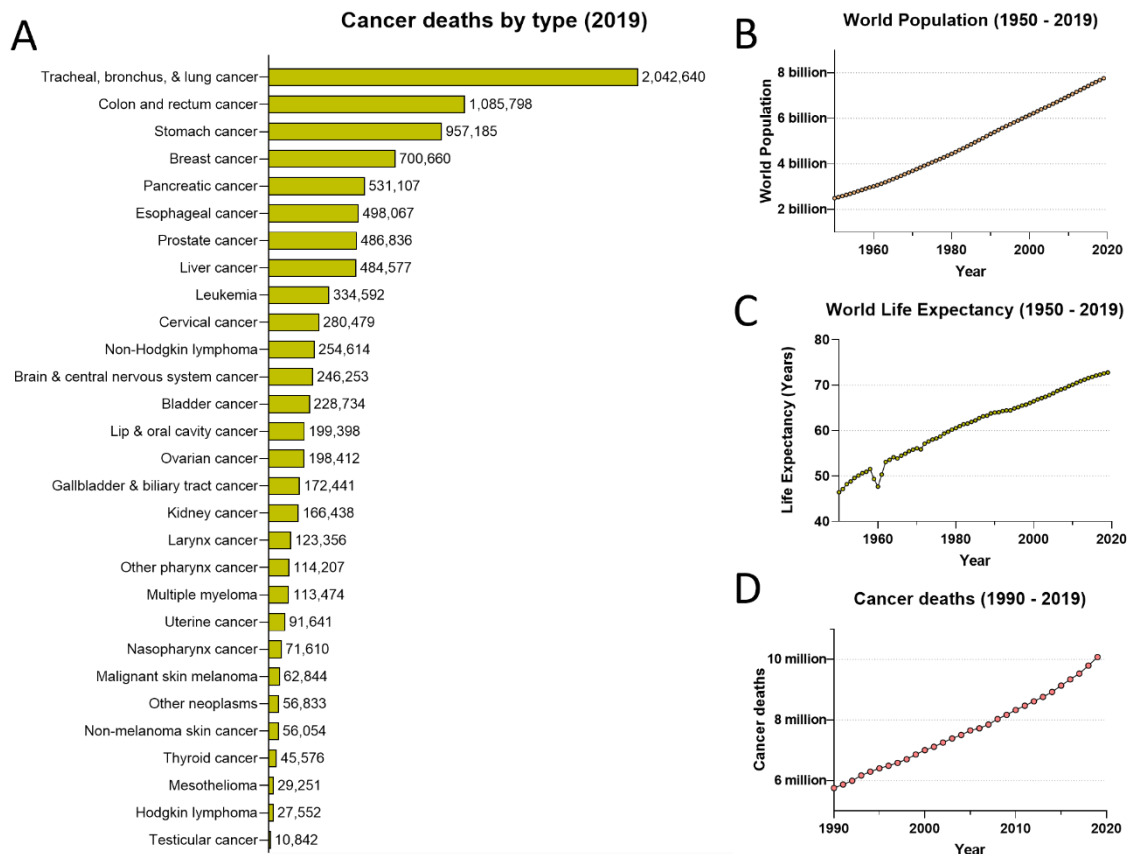 A
Cancer deaths by type (2019)
Tracheal, bronchus, & lung cancer 2,042,640
Colon and rectum cancer 1,085,798
Stomach cancer 957,185
Breast cancer 700,660
Pancreatic cancer 531,107
Esophageal cancer 498,067
Prostate cancer 486,836
Liver cancer 484,577
Leukemia 334,592
Cervical cancer 280,479
Non-Hodgkin lymphoma 254,614
Brain & central nervous system cancer 246,253
Bladder cancer 228,734
Lip & oral cavity cancer 199,398
Ovarian cancer 198,412
Gallbladder & biliary tract cancer 172,441
Kidney cancer 166,438
Larynx cancer 123,356
Other pharynx cancer 114,207
Multiple myeloma 113,474
Uterine cancer 91,641
Nasopharynx cancer 71,610
Malignant skin melanoma 62,844
Other neoplasms 56,833
Non-melanoma skin cancer 56,054
Thyroid cancer 45,576
Mesothelioma 29,251
Hodgkin lymphoma 27,552
Testicular cancer 10,842
B
World Population (1950 - 2019)
World Population
8 billion
6 billion
4 billion
2 billion
1960 1980 2000 2020
Year
C
World Life Expectancy (1950 - 2019)
Life Expectancy (Years)
80
70
60
50
40
1960 1980 2000 2020
Year
D
Cancer deaths (1990 - 2019)
Cancer deaths
10 million
8 million
6 million
1990 2000 2010 2020
Year